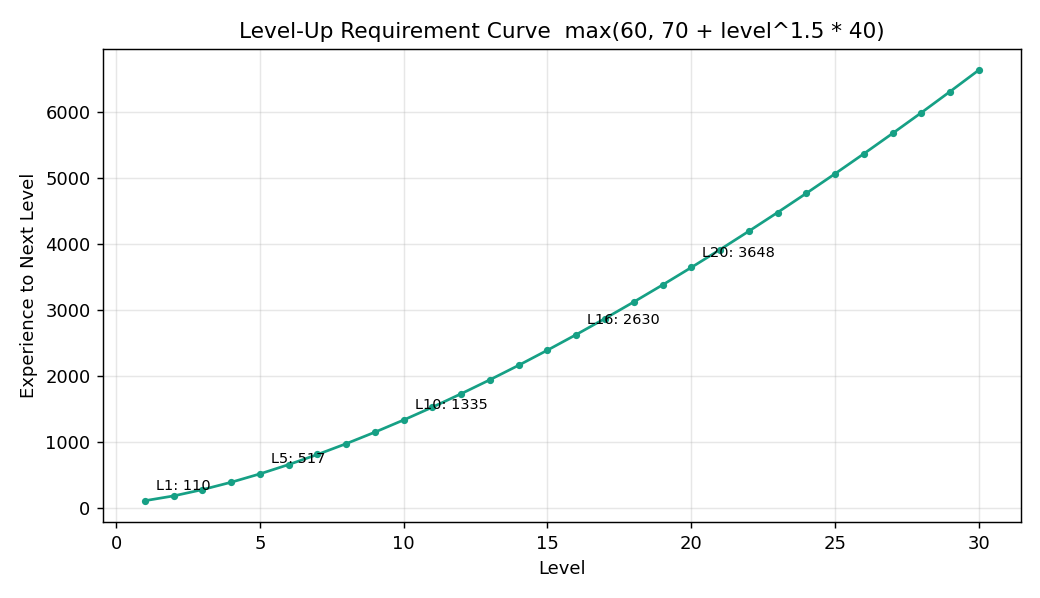 Level-Up Requirement Curve  max(60, 70 + level^1.5 * 40)
Experience to Next Level
6000
5000
4000
3000
2000
1000
0
L20: 3648
L16: 2630
L10: 1335
L5: 517
L1: 110
0 5 10 15 20 25 30
Level